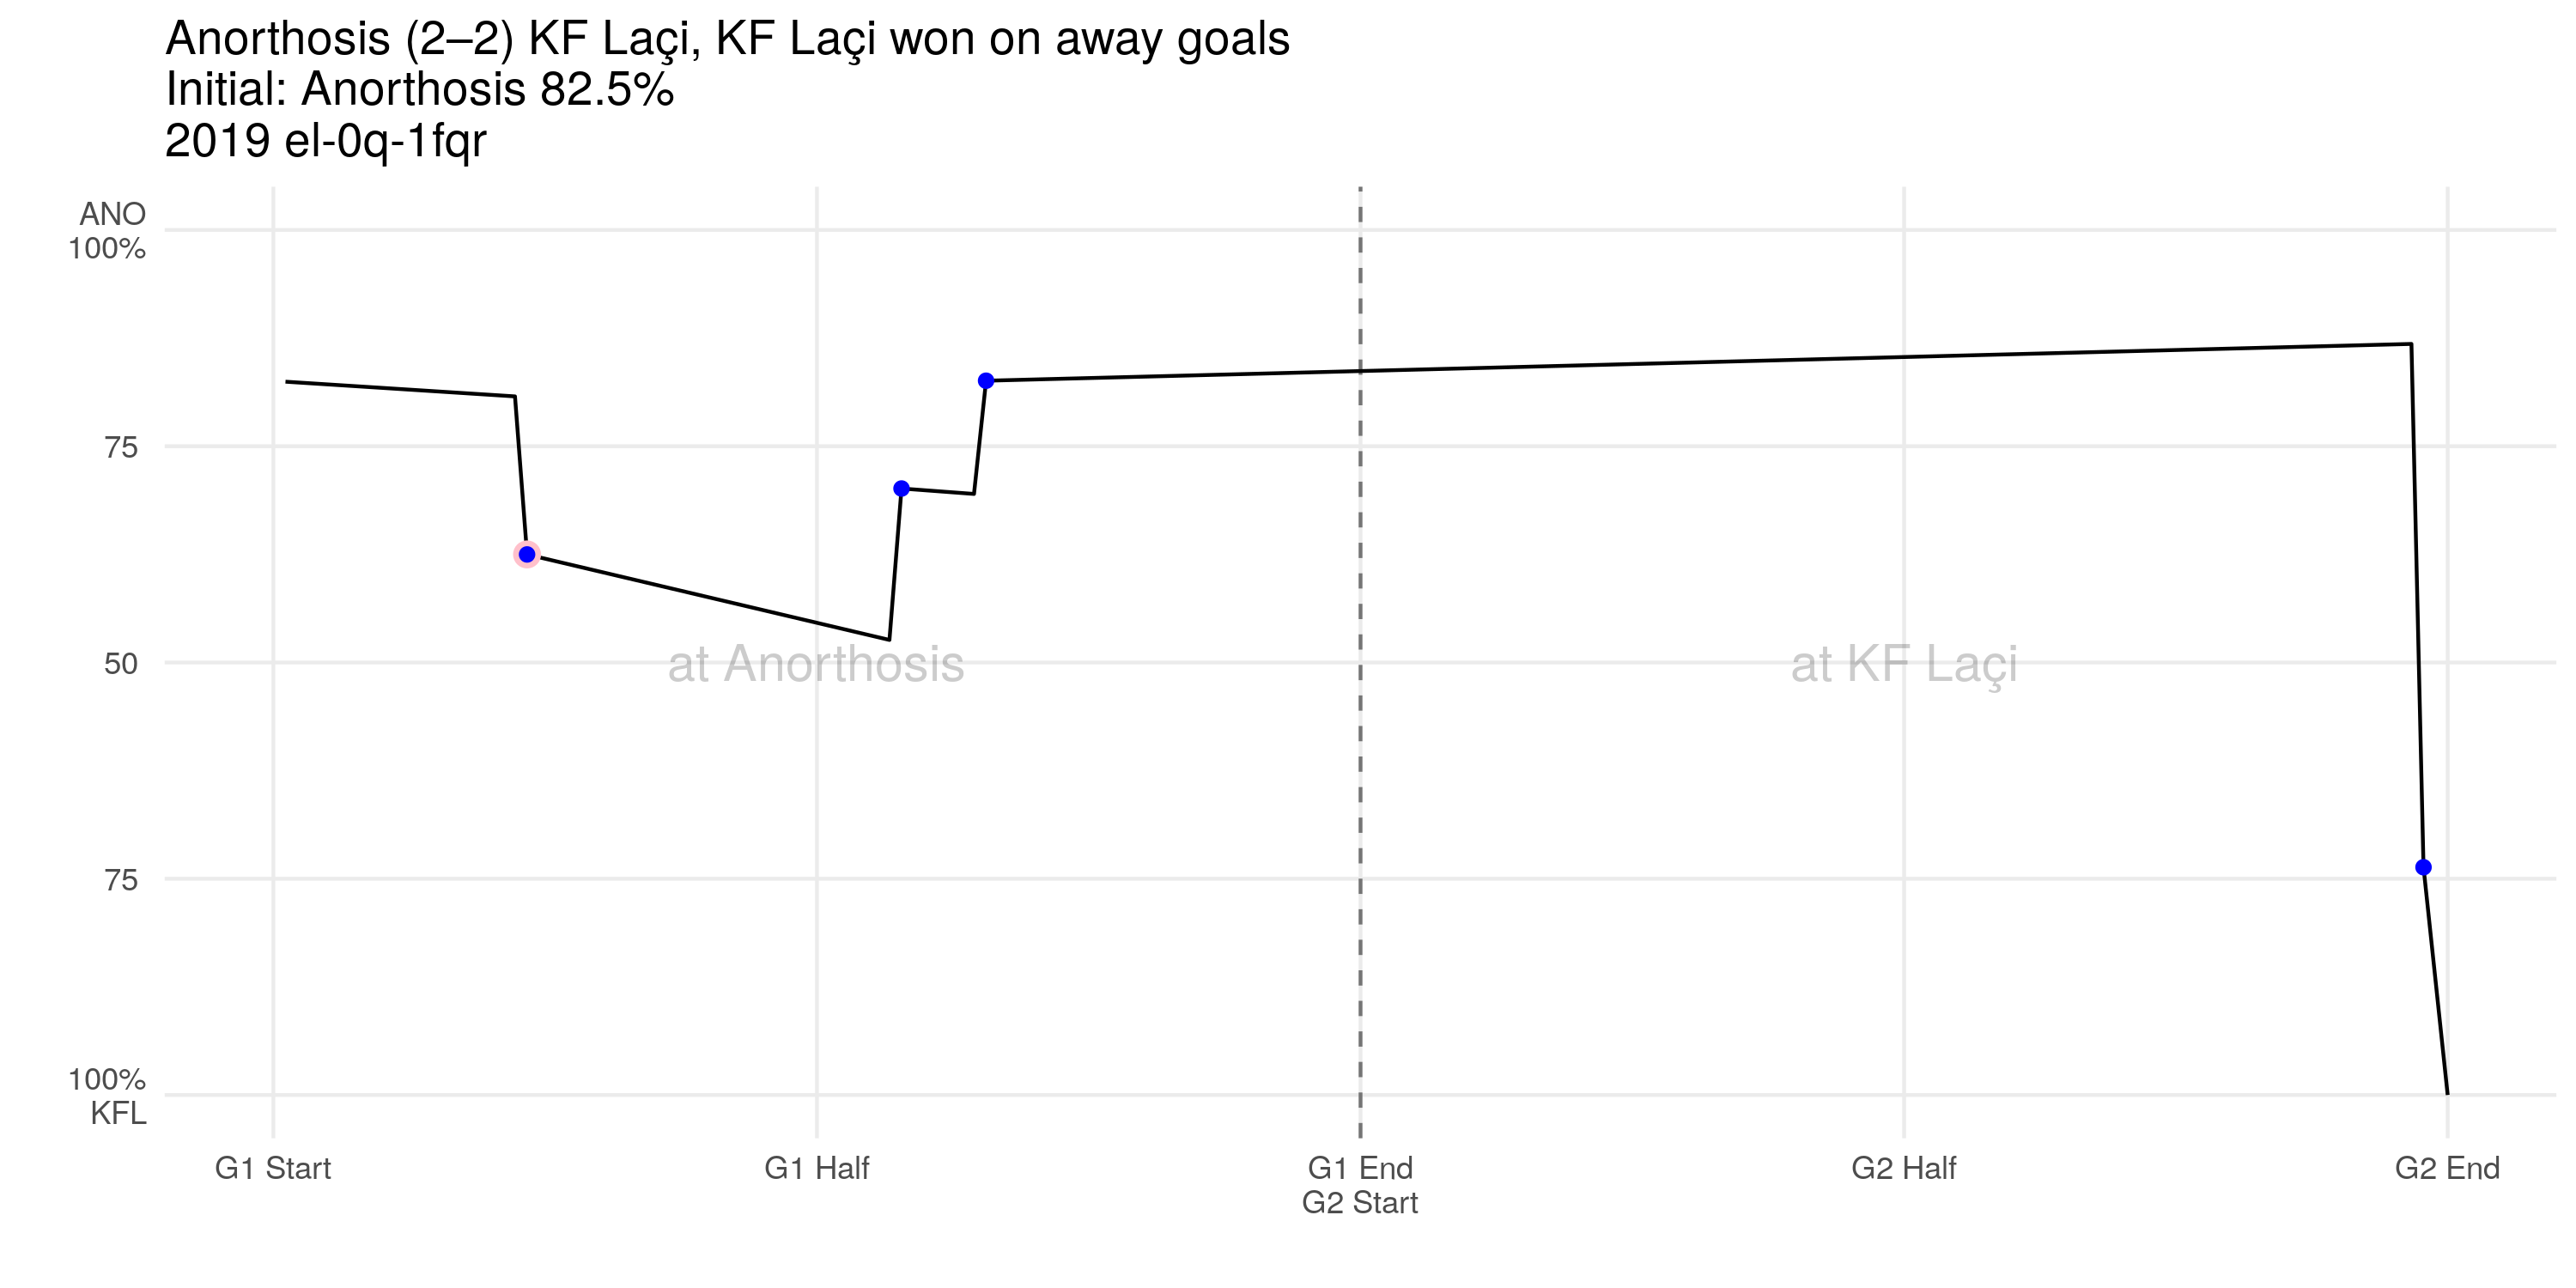 Anorthosis (2–2) KF Laçi, KF Laçi won on away goals
Initial: Anorthosis 82.5%
2019 el-0q-1fqr
ANO
100%
75
50
75
100%
KFL
at Anorthosis
at KF Laçi
G1 Start
G1 Half
G1 End
G2 Start
G2 Half
G2 End